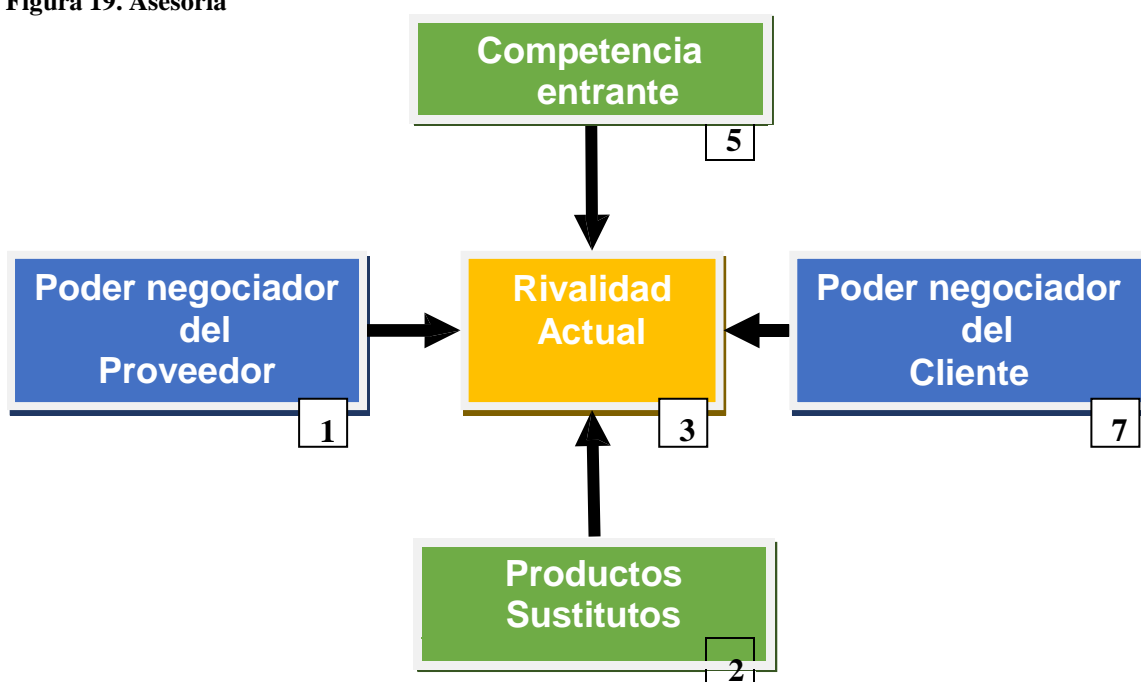 Figura 19. Asesoría
Competencia
entrante
5
Poder negociador
del
Proveedor
1
Rivalidad
Actual
3
Poder negociador
del
Cliente
7
Productos
Sustitutos
2